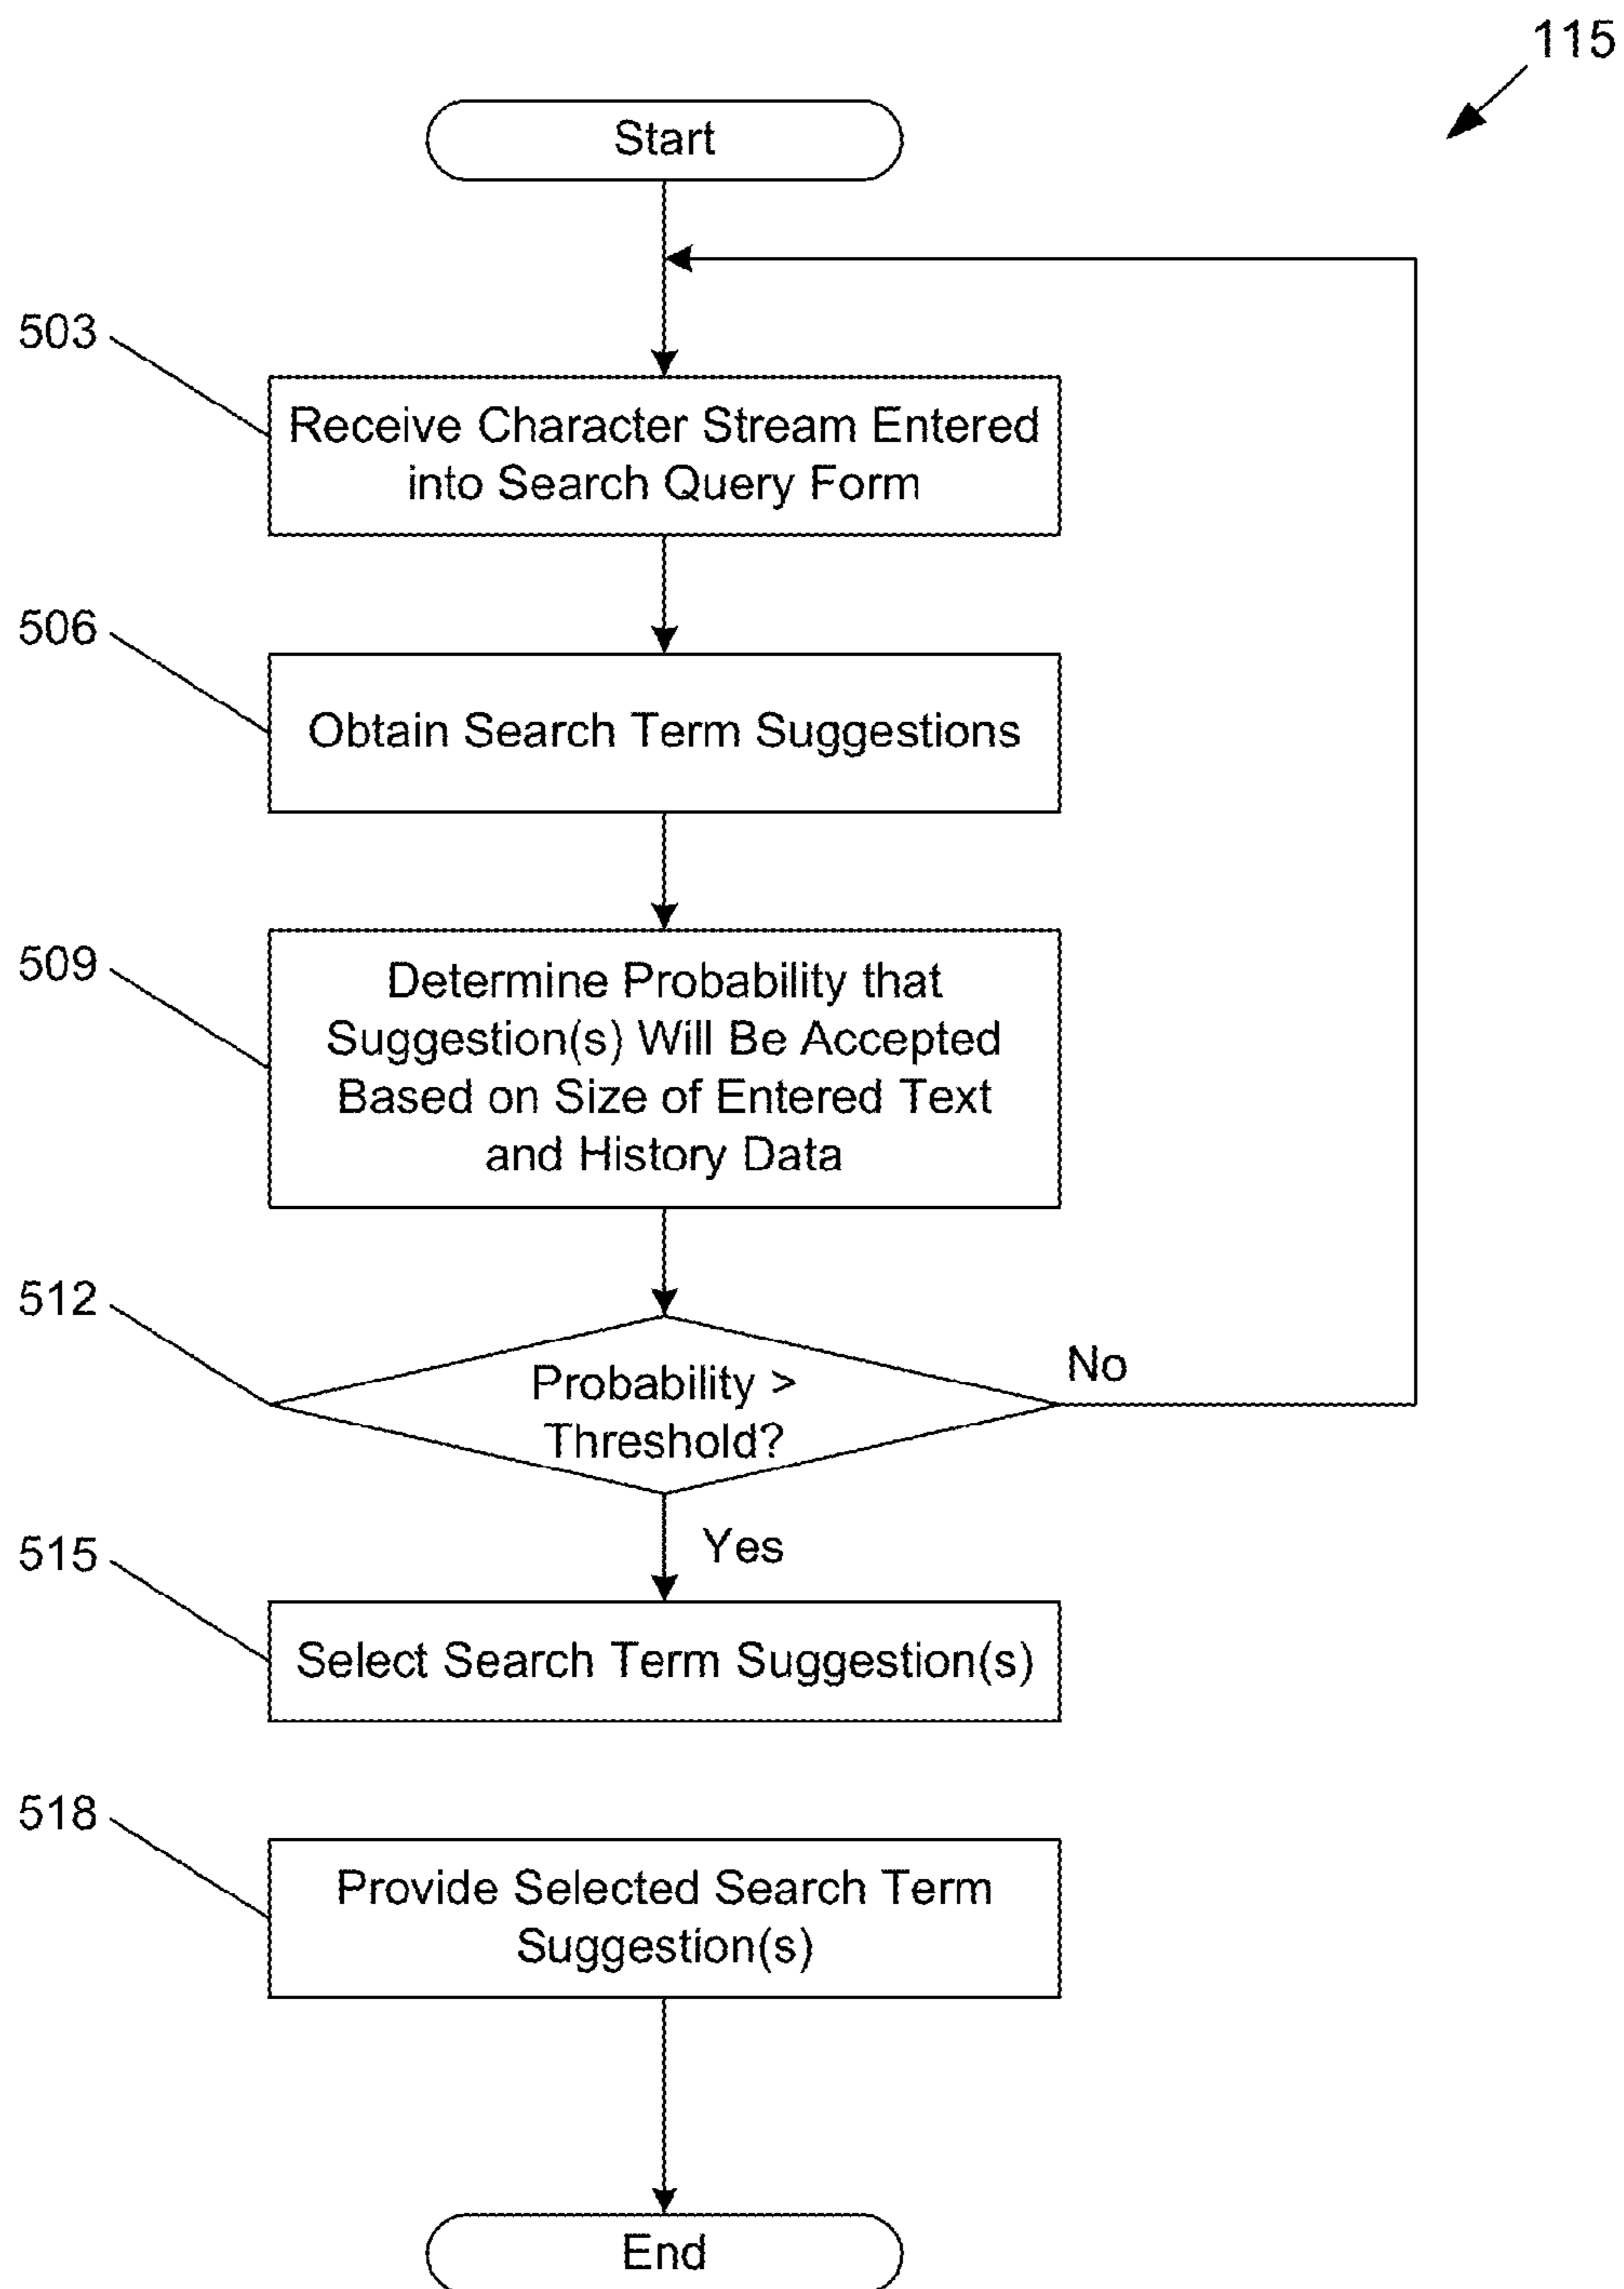 115
Start
503
Receive Character Stream Entered
into Search Query Form
506
Obtain Search Term Suggestions
509
Determine Probability that
Suggestion(s) Will Be Accepted
Based on Size of Entered Text
and History Data
512
Probability >
Threshold?
No
Yes
515
Select Search Term Suggestion(s)
518
Provide Selected Search Term
Suggestion(s)
End